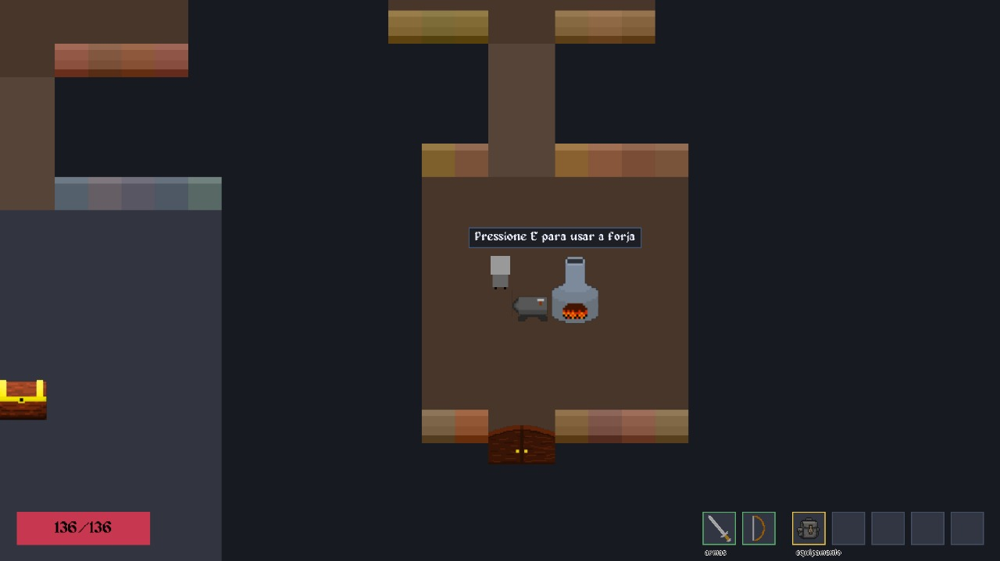 Pressione E para usar a forja
136/136
armas
equipamento